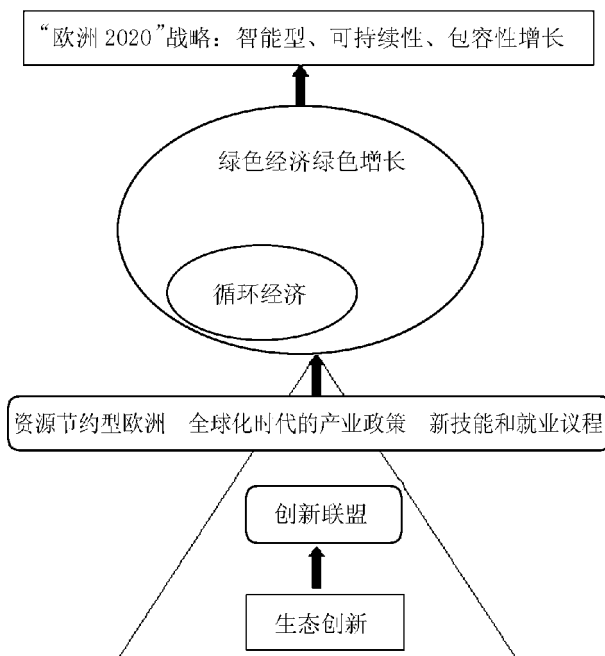 “欧洲 2020”战略：智能型、可持续性、包容性增长
绿色经济绿色增长
循环经济
资源节约型欧洲 全球化时代的产业政策 新技能和就业议程
创新联盟
生态创新